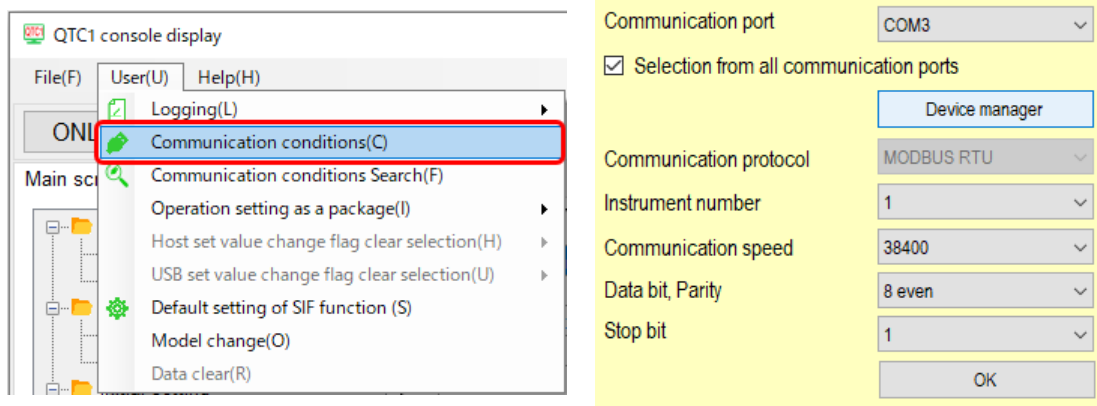 QTC1 console display
File(F) User(U) Help(H)
Logging(L)
ONL
Communication conditions(C)
Main scr
Communication conditions Search(F)
Operation setting as a package(I)
Host set value change flag clear selection(H)
USB set value change flag clear selection(U)
Default setting of SIF function (S)
Model change(O)
Data clear(R)
Communication port COM3
Selection from all communication ports
Device manager
Communication protocol MODBUS RTU
Instrument number 1
Communication speed 38400
Data bit, Parity 8 even
Stop bit 1
OK